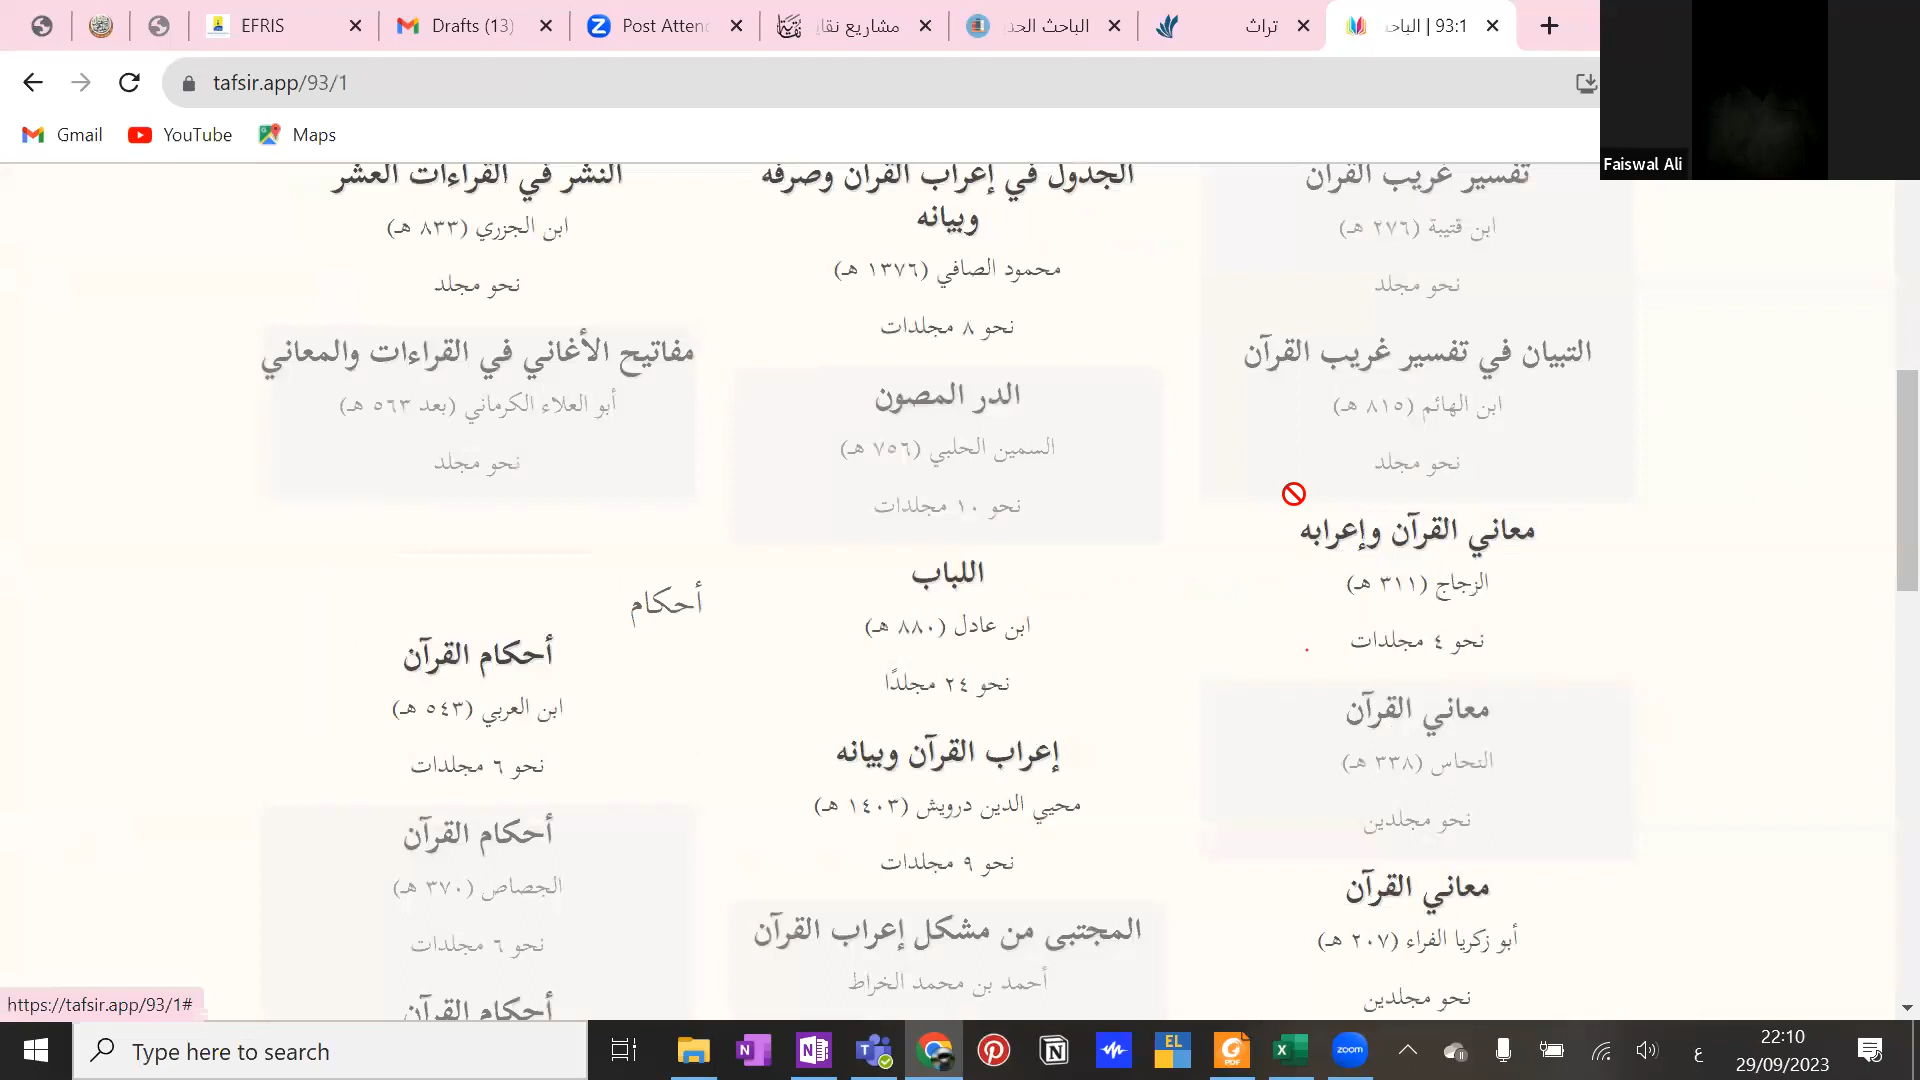 EFRIS
Drafts (13)
Post Atten
مشاريع نقاي
الباحث الحد
تراث
93:1 | الباح
tafsir.app/93/1
Gmail
YouTube
Maps
Faiswal Ali
تفسير غريب القرآن
ابن قتيبة (٢٧٦ هـ)
نحو مجلد
التبيان في تفسير غريب القرآن
ابن الهائم (٨١٥ هـ)
نحو مجلد
معاني القرآن وإعرابه
الزجاج (٣١١ هـ)
نحو ٤ مجلدات
معاني القرآن
النحاس (٣٣٨ هـ)
نحو مجلدين
معاني القرآن
أبو زكريا الفراء (٢٠٧ هـ)
نحو مجلدين
الجدول في إعراب القرآن وصرفه
وبيانه
محمود الصافي (١٣٧٦ هـ)
نحو ٨ مجلدات
الدر المصون
السمين الحلبي (٧٥٦ هـ)
نحو ١٠ مجلدات
اللباب
ابن عادل (٨٨٠ هـ)
نحو ٢٤ مجلدًا
إعراب القرآن وبيانه
محيي الدين درويش (١٤٠٣ هـ)
نحو ٩ مجلدات
المجتبى من مشكل إعراب القرآن
أحمد بن محمد الخراط
النشر في القراءات العشر
ابن الجزري (٨٣٣ هـ)
نحو مجلد
مفاتيح الأغاني في القراءات والمعاني
أبو العلاء الكرماني (بعد ٥٦٣ هـ)
نحو مجلد
أحكام
أحكام القرآن
ابن العربي (٥٤٣ هـ)
نحو ٦ مجلدات
أحكام القرآن
الجصاص (٣٧٠ هـ)
نحو ٦ مجلدات
أحكام القرآن
https://tafsir.app/93/1#
Type here to search
EL
PDF
zoom
ع
22:10
29/09/2023